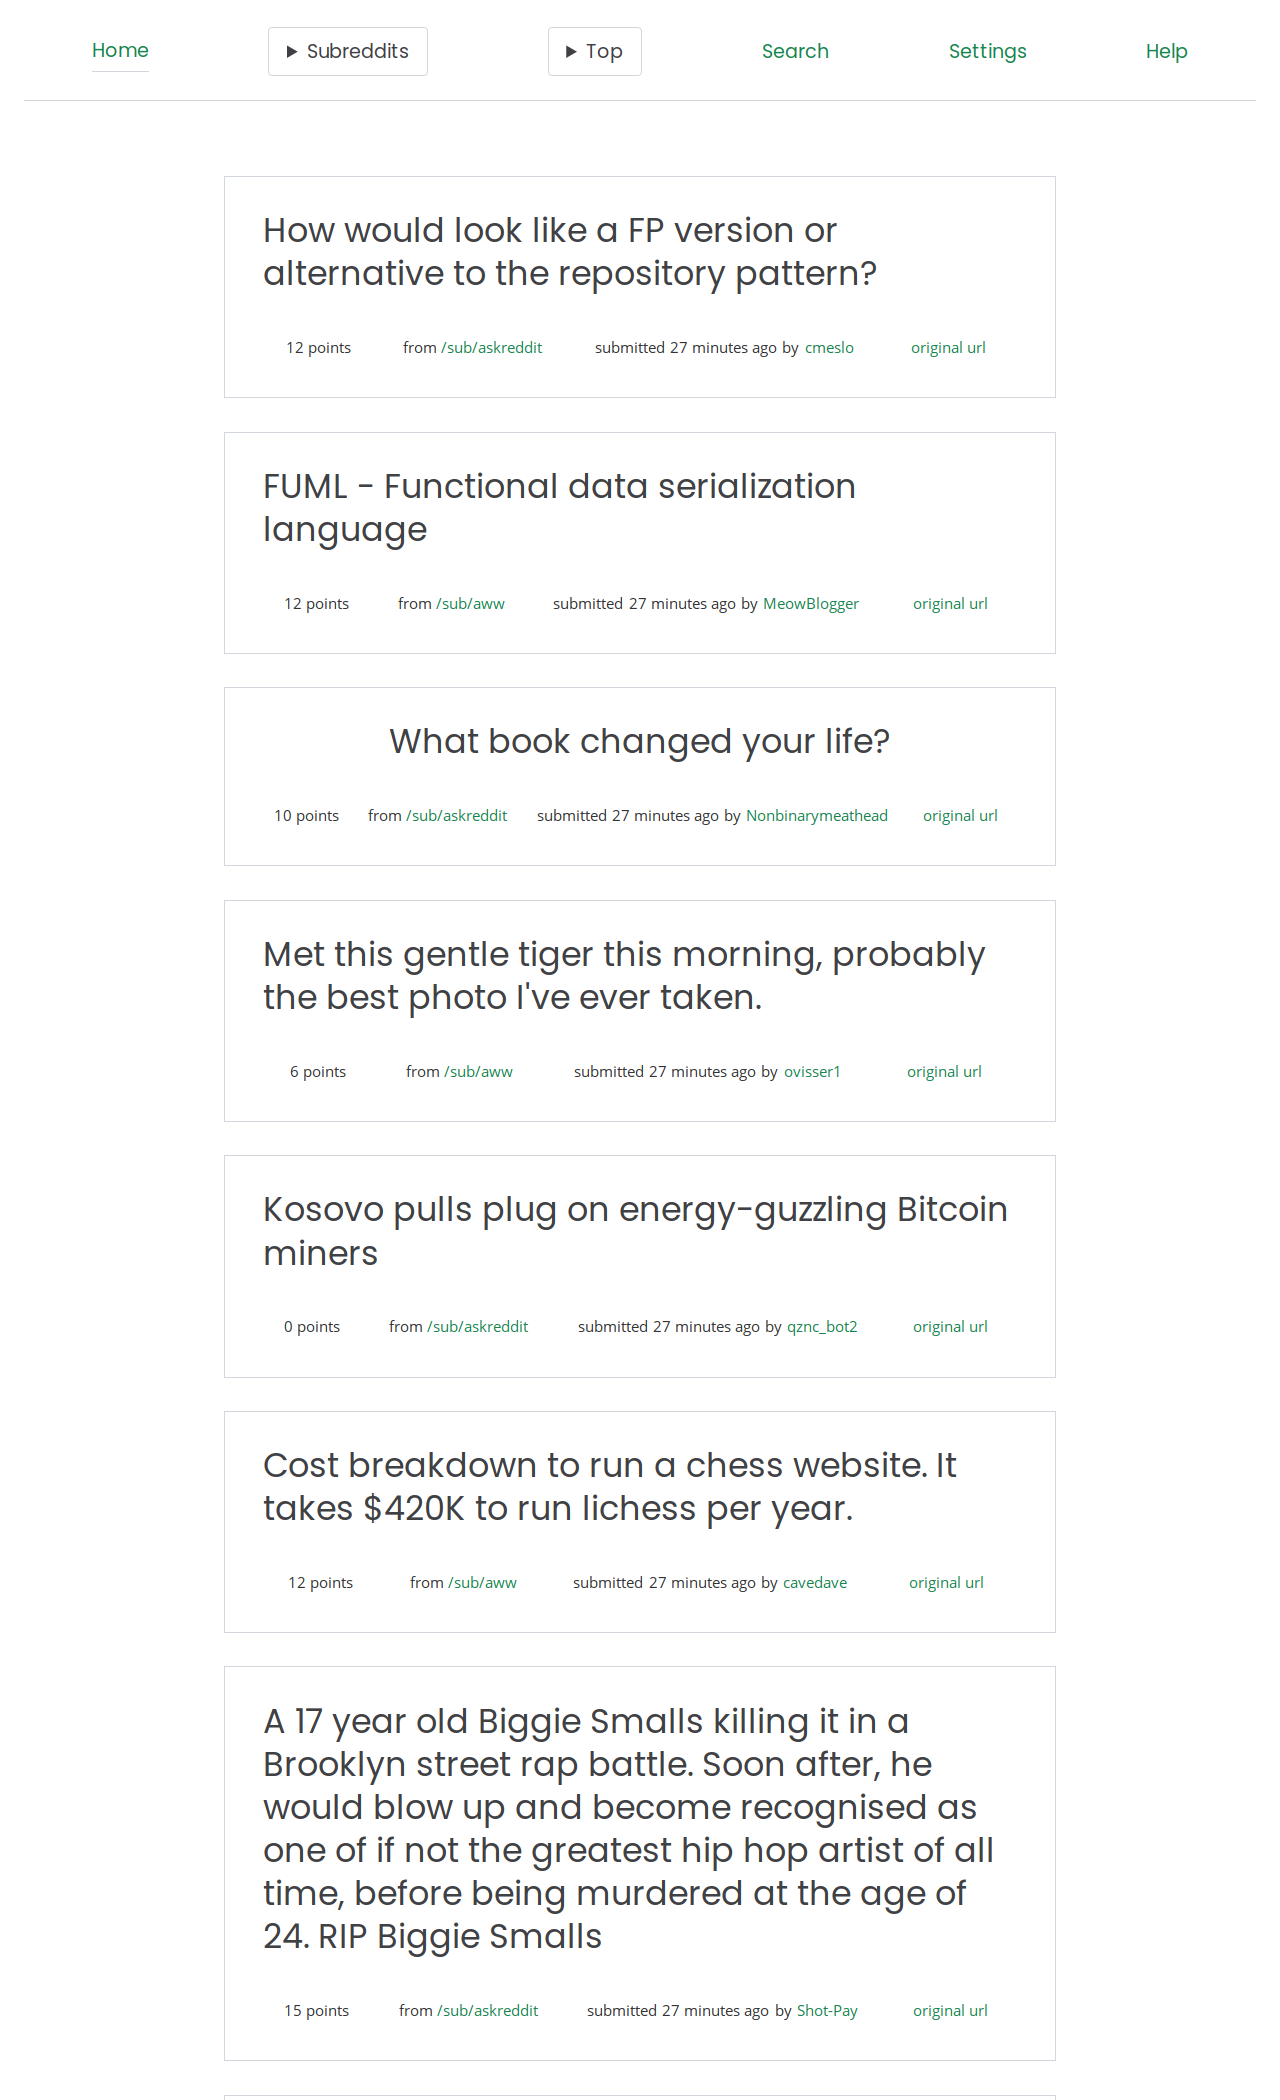 Home
Subreddits
Top
Search
Settings
Help
How would look like a FP version or
alternative to the repository pattern?
12 points from /sub/askreddit submitted 27 minutes ago by cmeslo original url
FUML - Functional data serialization
language
12 points from /sub/aww submitted 27 minutes ago by MeowBlogger original url
What book changed your life?
10 points from /sub/askreddit submitted 27 minutes ago by Nonbinarymeathead original url
Met this gentle tiger this morning, probably
the best photo I've ever taken.
6 points from /sub/aww submitted 27 minutes ago by ovisser1 original url
Kosovo pulls plug on energy-guzzling Bitcoin
miners
0 points from /sub/askreddit submitted 27 minutes ago by qznc_bot2 original url
Cost breakdown to run a chess website. It
takes $420K to run lichess per year.
12 points from /sub/aww submitted 27 minutes ago by cavedave original url
A 17 year old Biggie Smalls killing it in a
Brooklyn street rap battle. Soon after, he
would blow up and become recognised as
one of if not the greatest hip hop artist of all
time, before being murdered at the age of
24. RIP Biggie Smalls
15 points from /sub/askreddit submitted 27 minutes ago by Shot-Pay original url